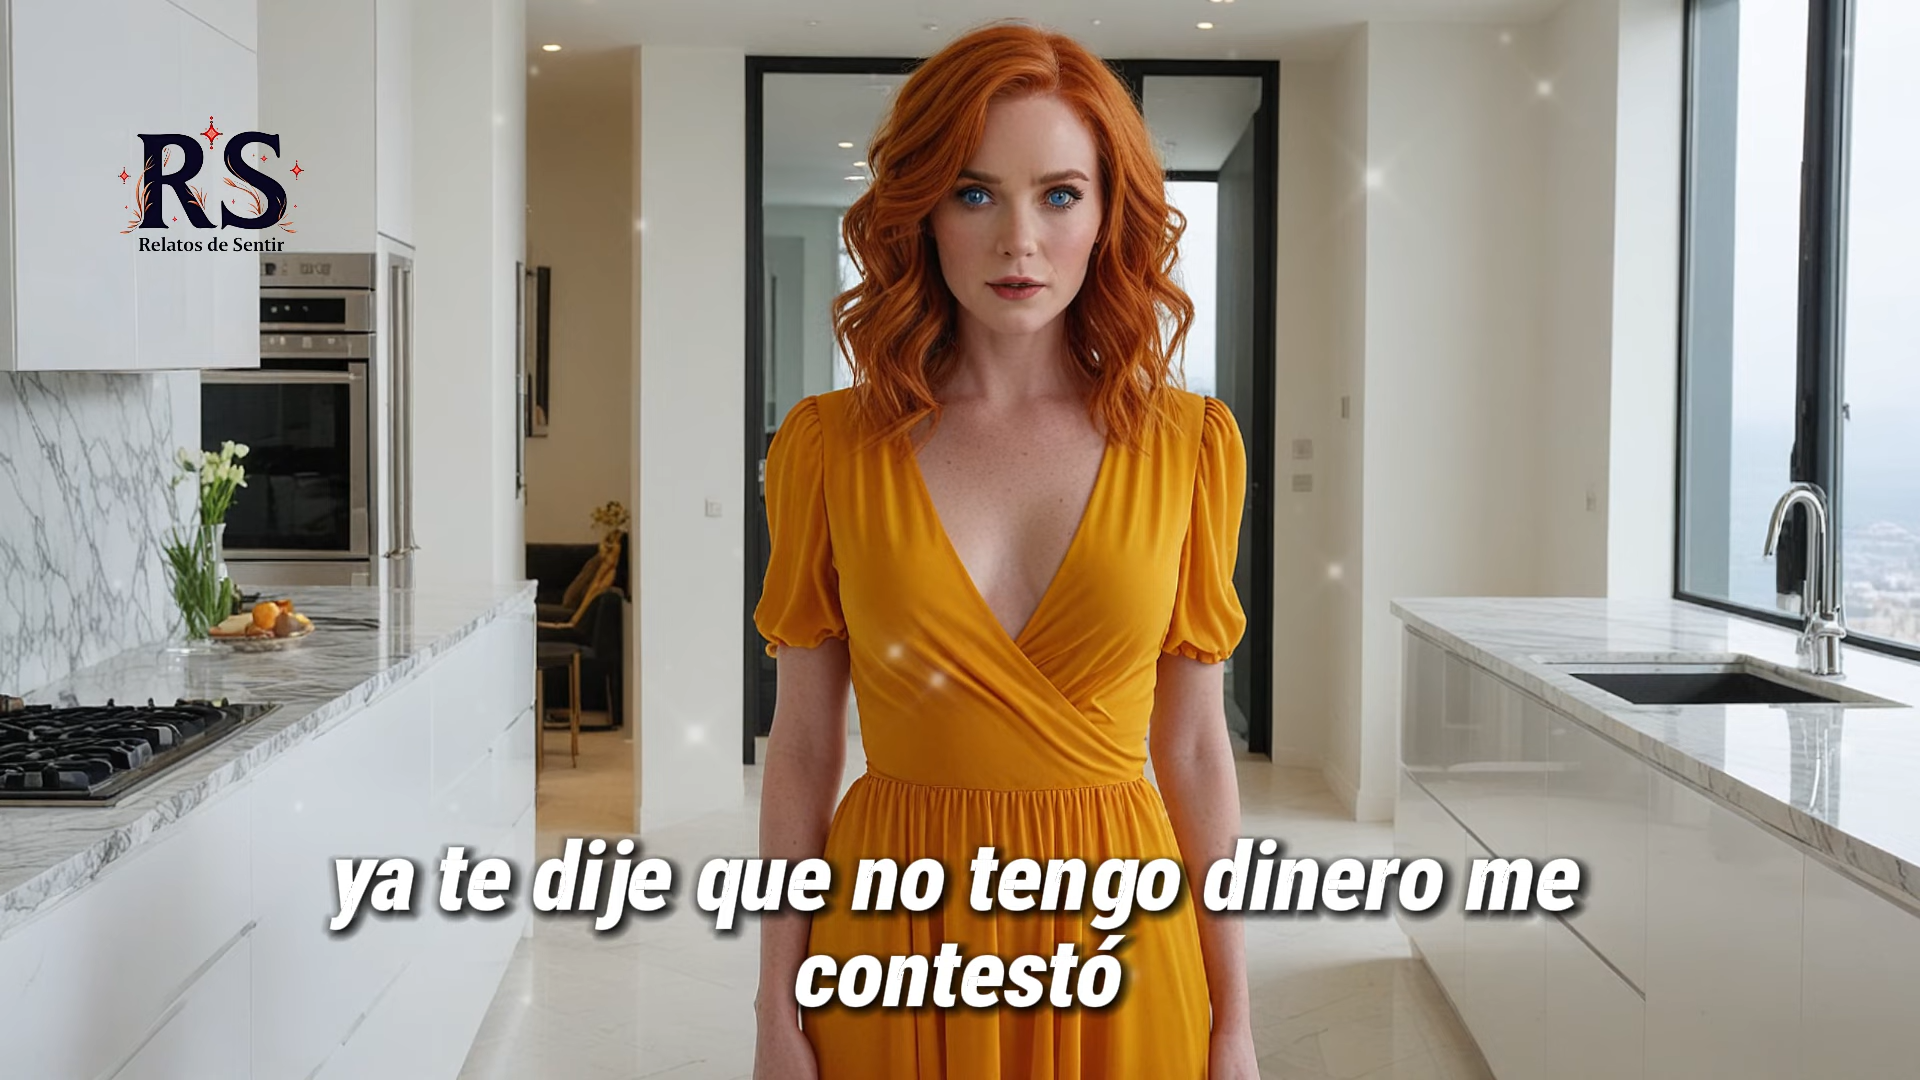 RS
Relatos de Sentir
ya te dije que no tengo dinero me
contestó